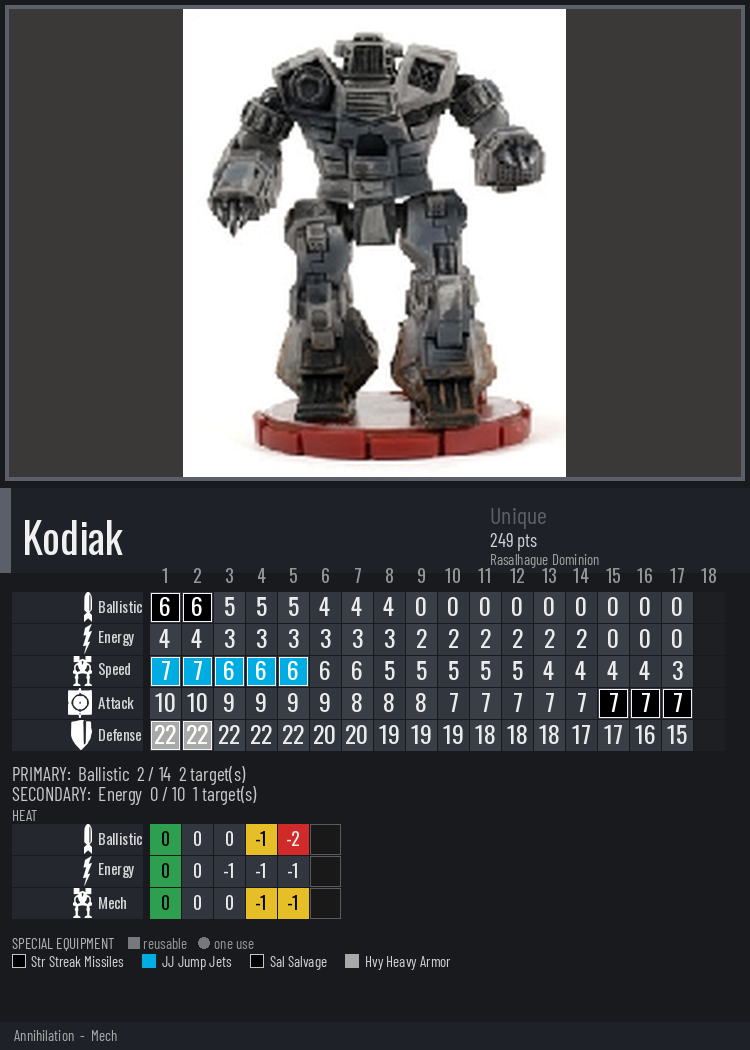 Kodiak
Unique
249 pts
Rasalhague Dominion
1 2 3 4 5 6 7 8 9 10 11 12 13 14 15 16 17 18
Ballistic 6 6 5 5 5 4 4 4 0 0 0 0 0 0 0 0 0
Energy 4 4 3 3 3 3 3 3 2 2 2 2 2 2 0 0 0
Speed 7 7 6 6 6 6 6 5 5 5 5 5 4 4 4 4 3
Attack 10 10 9 9 9 9 8 8 8 7 7 7 7 7 7 7 7
Defense 22 22 22 22 22 20 20 19 19 19 18 18 18 17 17 16 15
PRIMARY: Ballistic 2 / 14 2 target(s)
SECONDARY: Energy 0 / 10 1 target(s)
HEAT
Ballistic 0 0 0 -1 -2
Energy 0 0 -1 -1 -1
Mech 0 0 0 -1 -1
SPECIAL EQUIPMENT reusable one use
Str Streak Missiles JJ Jump Jets Sal Salvage Hvy Heavy Armor
Annihilation - Mech